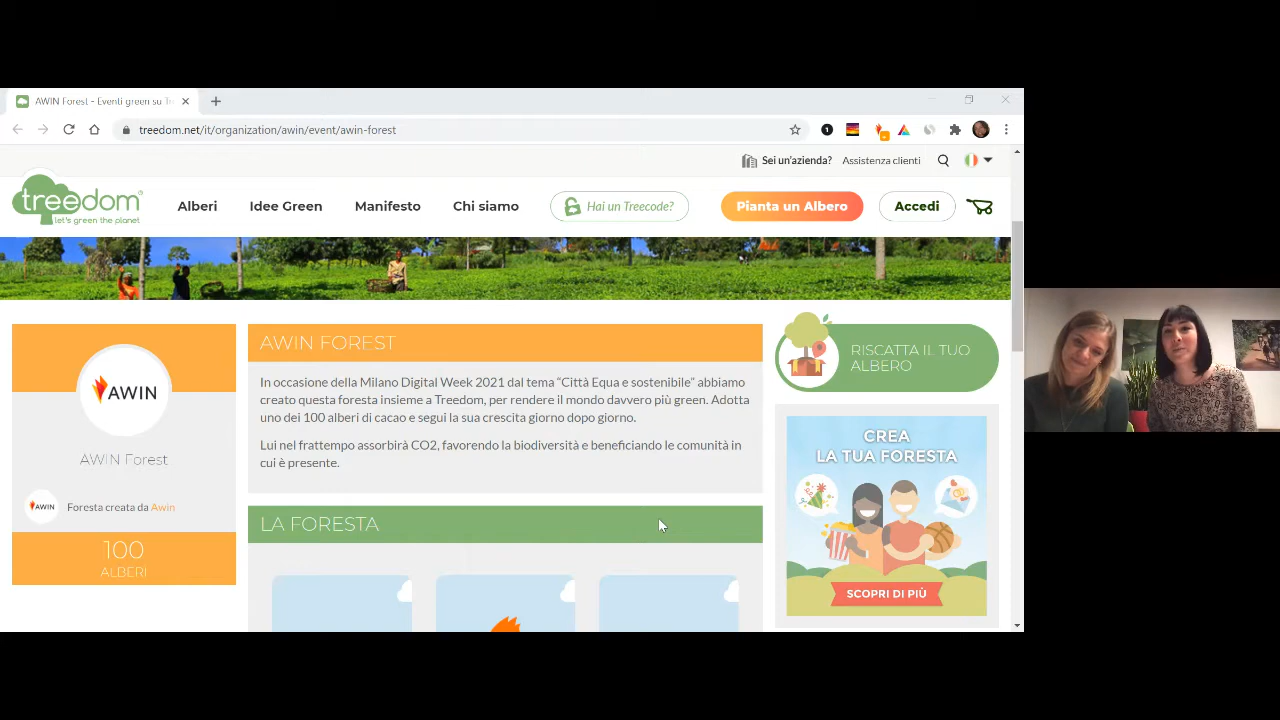 AWIN Forest - Eventi green su Tr
treedom.net/it/organization/awin/event/awin-forest
1
Sei un'azienda? Assistenza clienti
treedom
let's green the planet
Alberi Idee Green Manifesto Chi siamo Hai un Treecode? Pianta un Albero Accedi
AWIN
AWIN Forest
AWIN Foresta creata da Awin
100
ALBERI
AWIN FOREST
In occasione della Milano Digital Week 2021 dal tema “Città Equa e sostenibile” abbiamo
creato questa foresta insieme a Treedom, per rendere il mondo davvero più green. Adotta
uno dei 100 alberi di cacao e segui la sua crescita giorno dopo giorno.
Lui nel frattempo assorbirà CO2, favorendo la biodiversità e beneficiando le comunità in
cui è presente.
LA FORESTA
RISCATTA IL TUO
ALBERO
CREA
LA TUA FORESTA
SCOPRI DI PIÙ